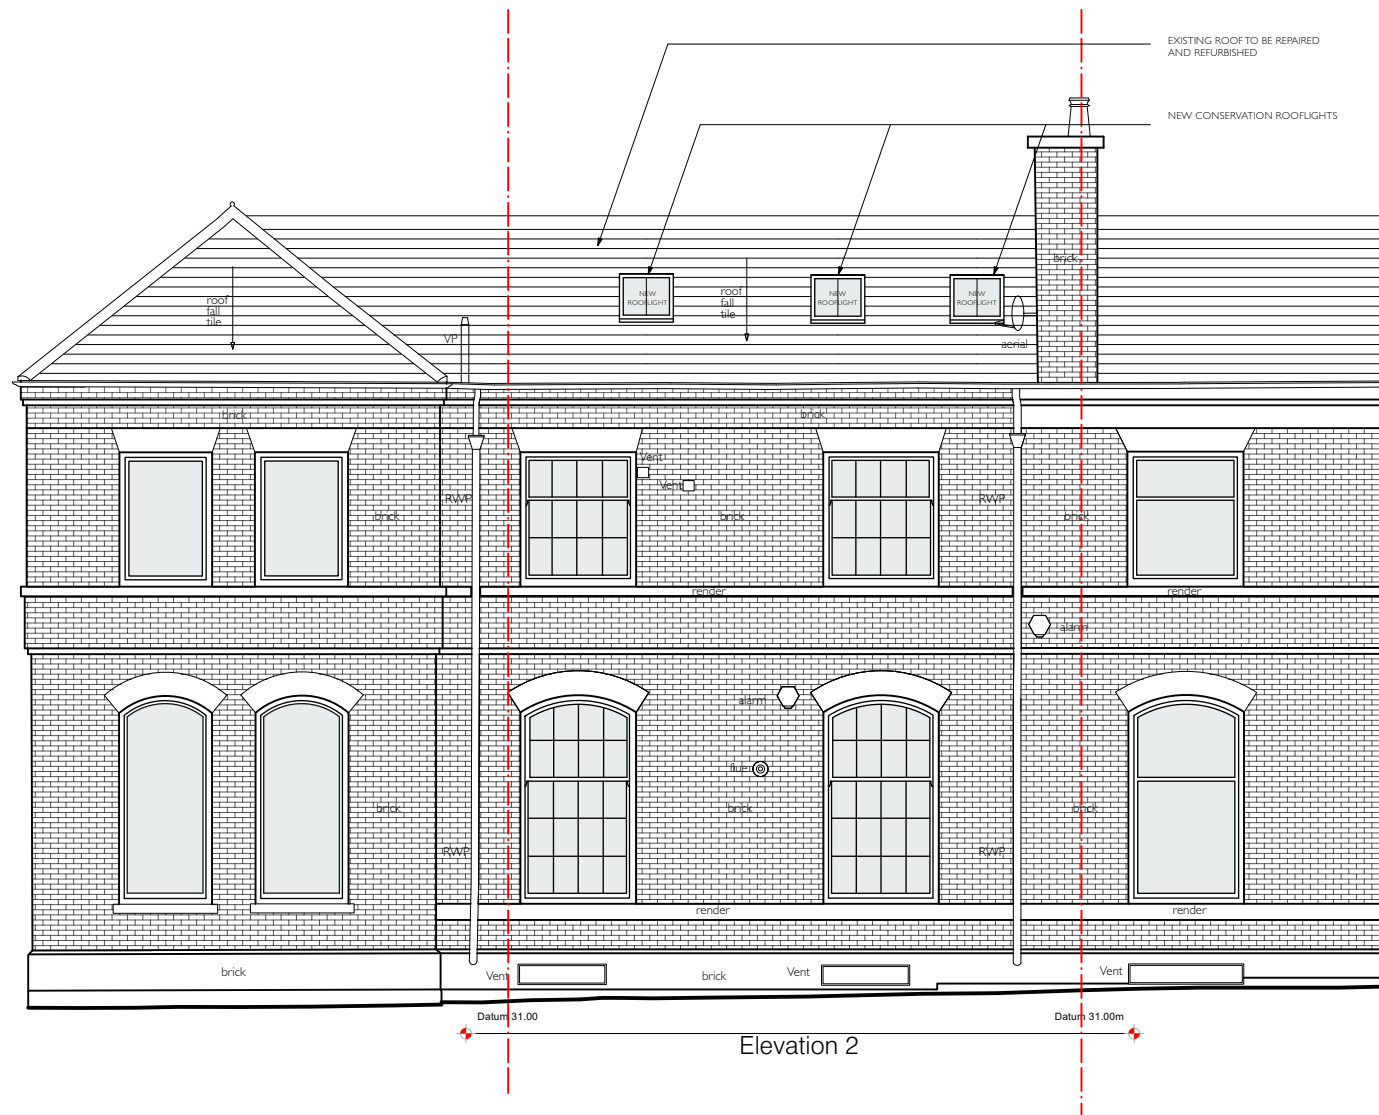 EXISTING ROOF TO BE REPAIRED
AND REFURBISHED
NEW CONSERVATION ROOFLIGHTS
brick
NEW
ROOFLIGHT
NEW
ROOFLIGHT
NEW
ROOFLIGHT
roof
fall
tile
roof
fall
tile
VP
aerial
brick
brick
Vent
Vent
RWP
RWP
brick
brick
brick
render
render
alarm
alarm
flue
brick
brick
brick
RWP
RWP
render
render
brick
Vent
brick
Vent
Vent
Datum 31.00
Datum 31.00m
Elevation 2